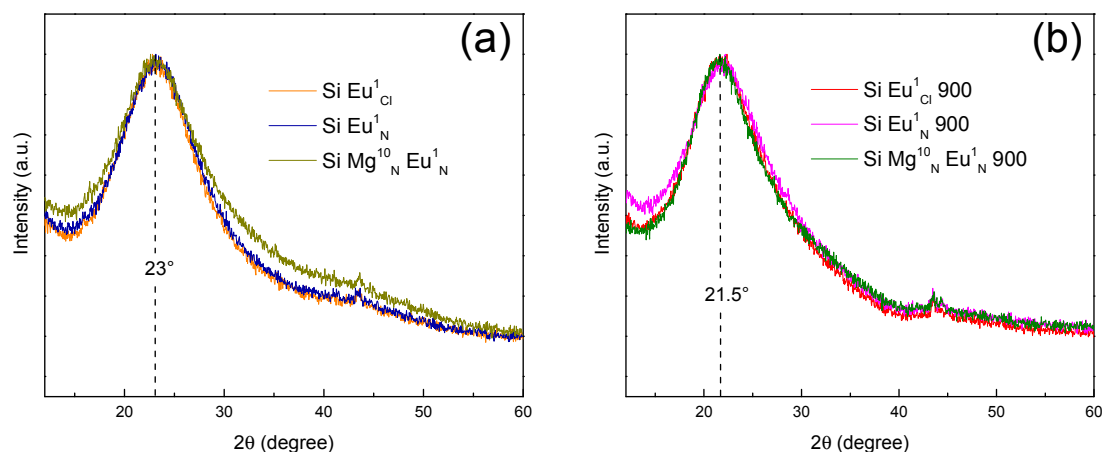 (a)
Si Eu¹Cl
Si Eu¹N
Si Mg¹⁰N Eu¹N
23°
Intensity (a.u.)
20 30 40 50 60
2θ (degree)
(b)
Si Eu¹Cl 900
Si Eu¹N 900
Si Mg¹⁰N Eu¹N 900
21.5°
Intensity (a.u.)
20 30 40 50 60
2θ (degree)